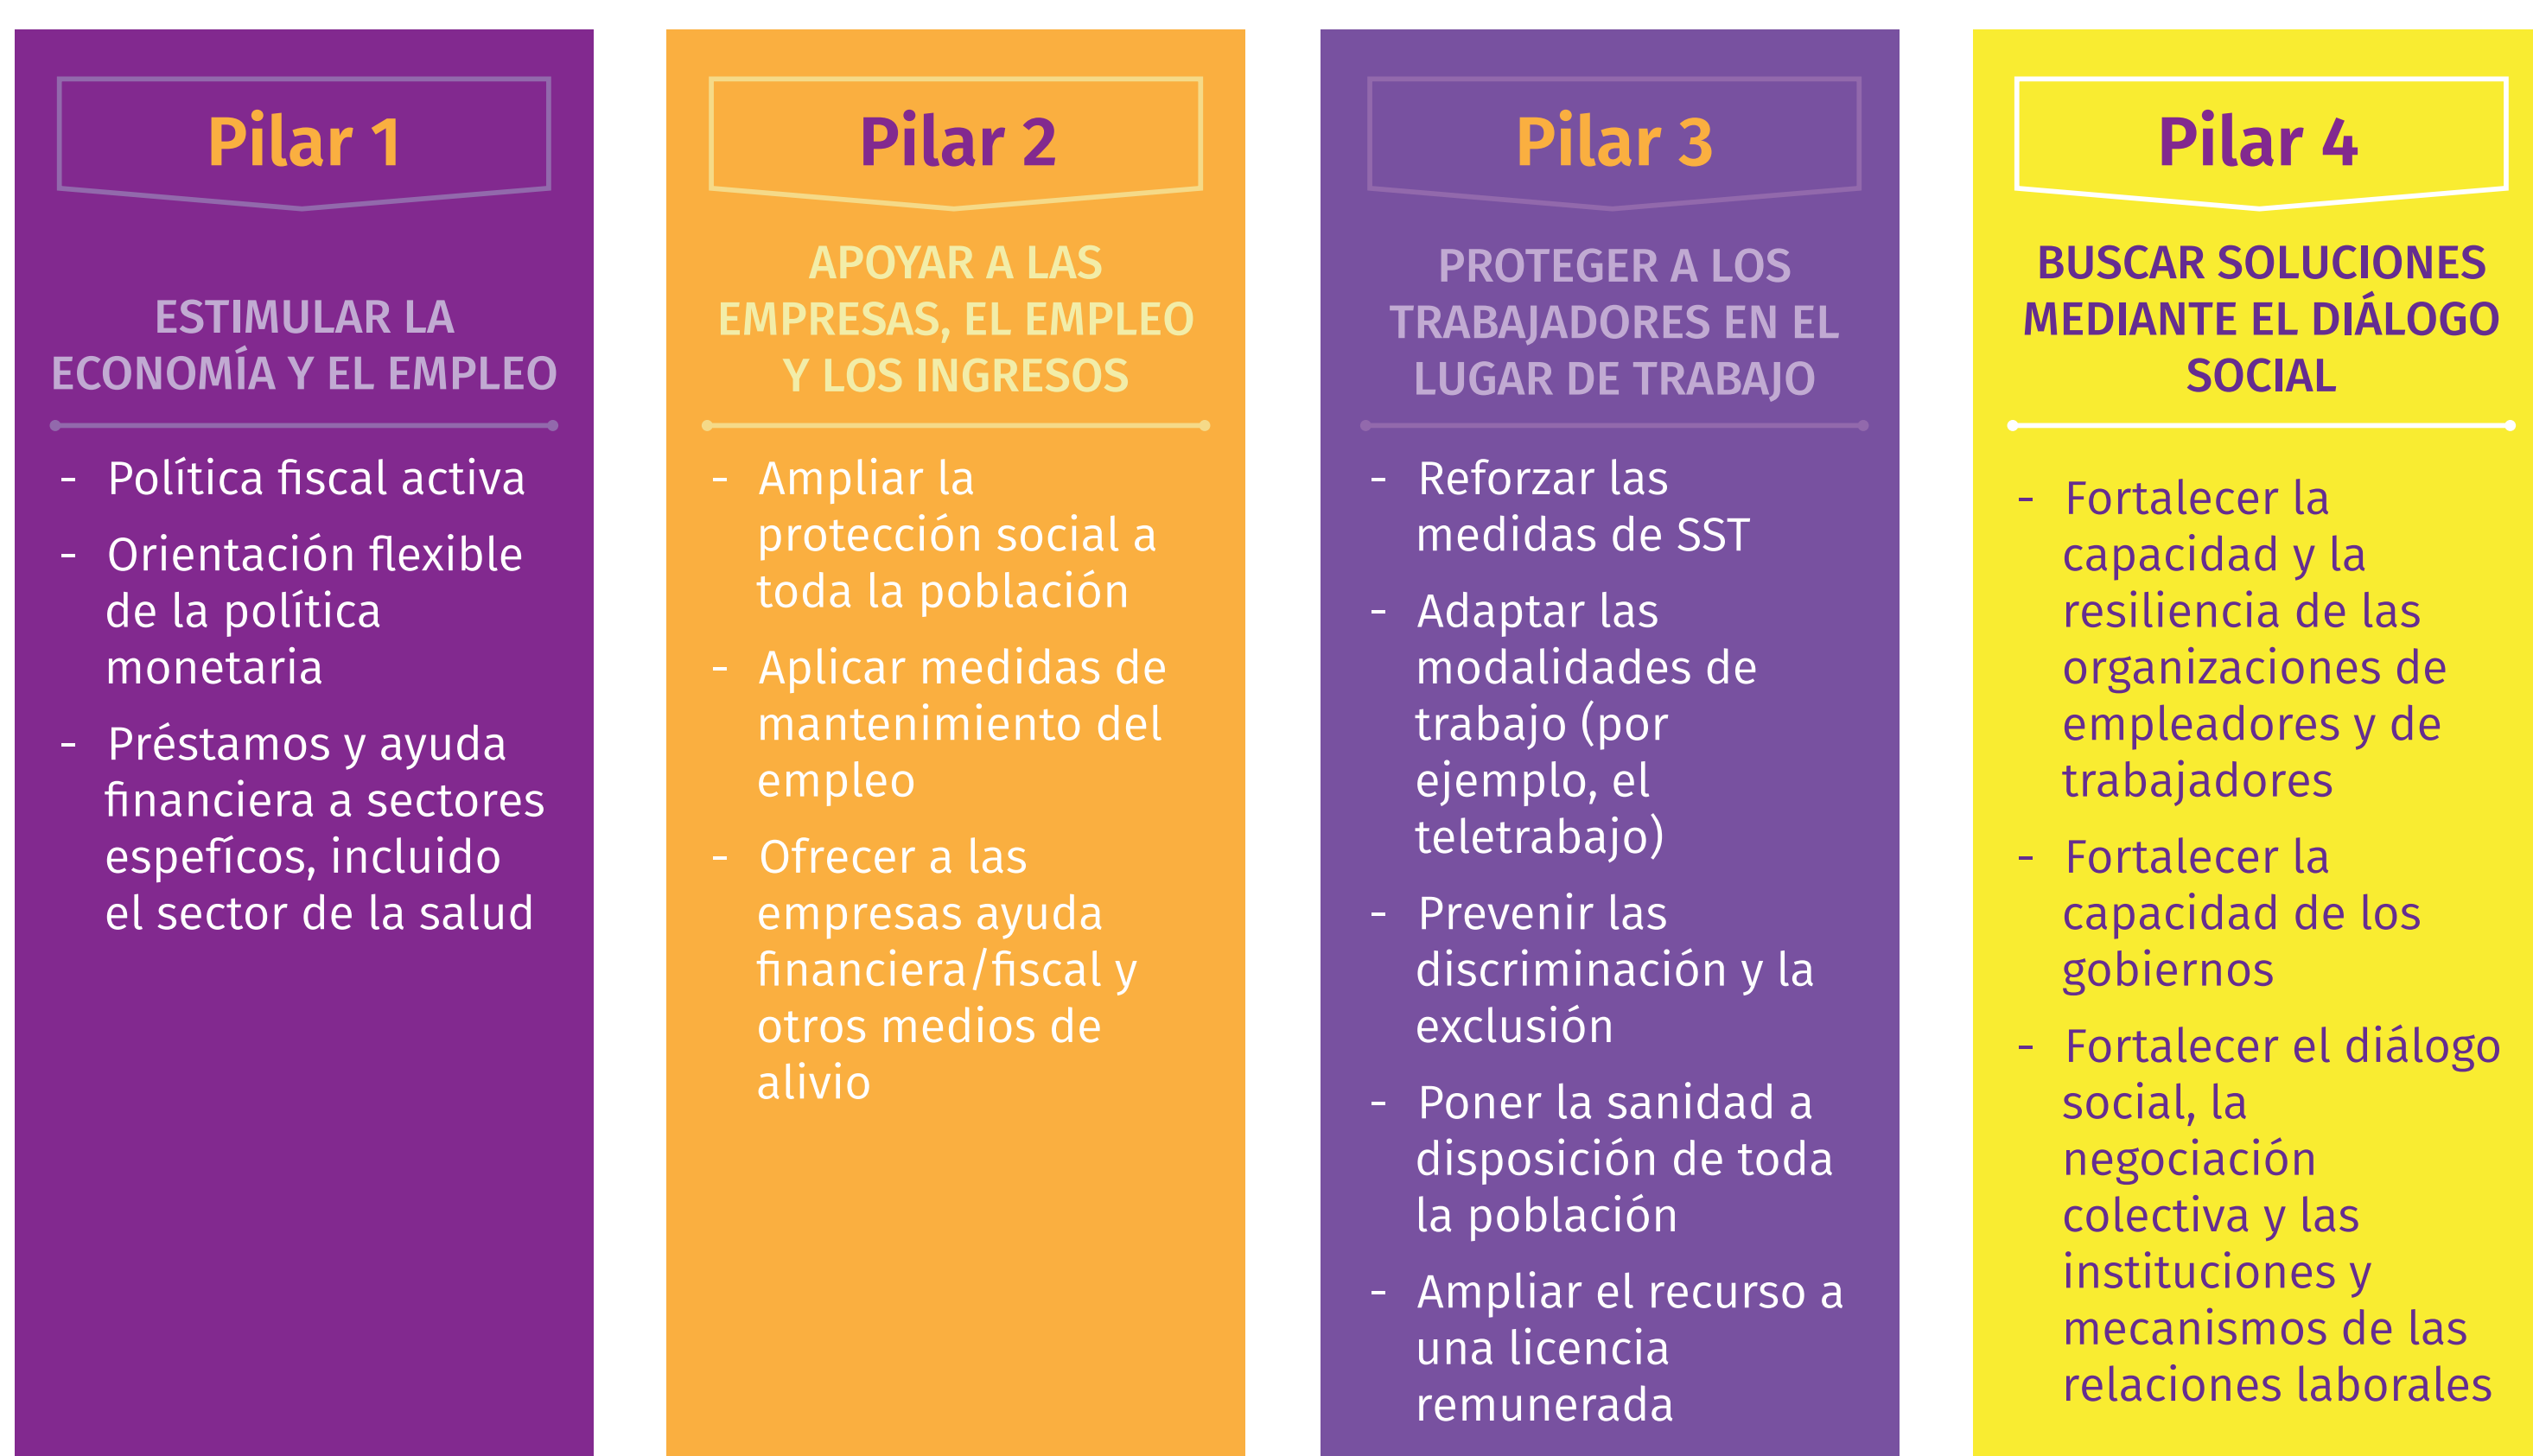 Pilar 1
ESTIMULAR LA
ECONOMÍA Y EL EMPLEO
- Política fiscal activa
- Orientación flexible
de la política
monetaria
- Préstamos y ayuda
financiera a sectores
espefícos, incluido
el sector de la salud
Pilar 2
APOYAR A LAS
EMPRESAS, EL EMPLEO
Y LOS INGRESOS
- Ampliar la
protección social a
toda la población
- Aplicar medidas de
mantenimiento del
empleo
- Ofrecer a las
empresas ayuda
financiera/fiscal y
otros medios de
alivio
Pilar 3
PROTEGER A LOS
TRABAJADORES EN EL
LUGAR DE TRABAJO
- Reforzar las
medidas de SST
- Adaptar las
modalidades de
trabajo (por
ejemplo, el
teletrabajo)
- Prevenir las
discriminación y la
exclusión
- Poner la sanidad a
disposición de toda
la población
- Ampliar el recurso a
una licencia
remunerada
Pilar 4
BUSCAR SOLUCIONES
MEDIANTE EL DIÁLOGO
SOCIAL
- Fortalecer la
capacidad y la
resiliencia de las
organizaciones de
empleadores y de
trabajadores
- Fortalecer la
capacidad de los
gobiernos
- Fortalecer el diálogo
social, la
negociación
colectiva y las
instituciones y
mecanismos de las
relaciones laborales